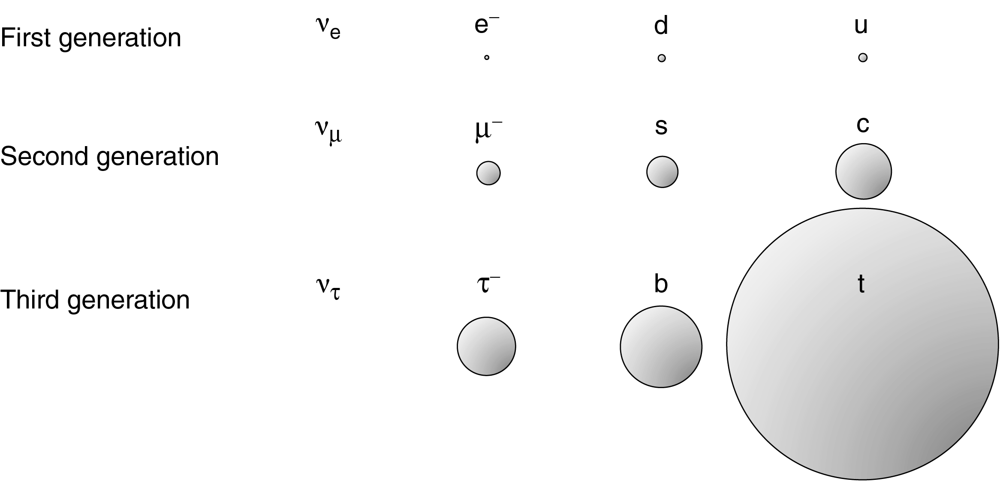 First generation νe e⁻ d u
Second generation νμ μ⁻ s c
Third generation ντ τ⁻ b t